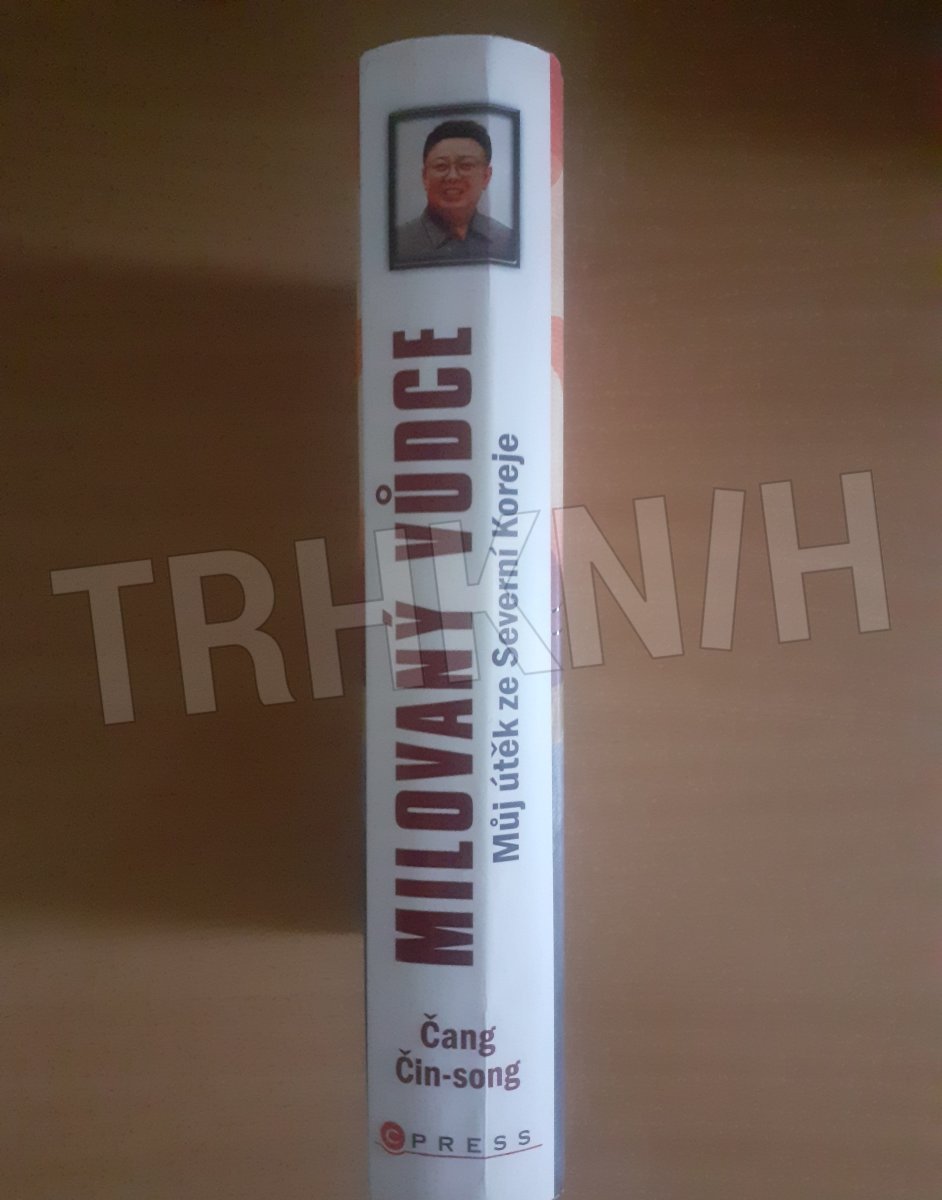 MILOVANÝ VŮDCE
Můj útěk ze Severní Koreje
Čang
Čin-song
CPRESS
TRHKNIH